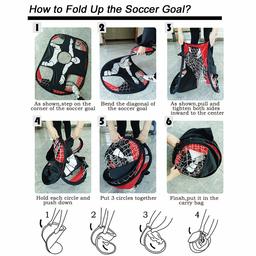 How to Fold Up the Soccer Goal?
1
2
3
As shown,step on the
corner of the soccer goal
Bend the diagonal of
the soccer goal
As shown,pull and
tighten both sides
inward to the center
4
5
6
Hold each circle and
push down
Put 3 circles together
Finsh,put it in the
carry bag
1
2
3
4